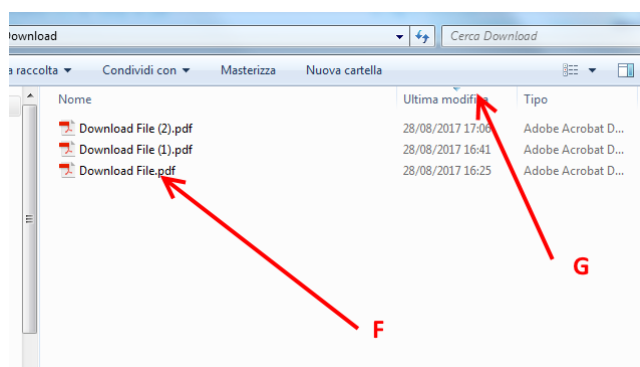 Download Cerca Download
a raccolta Condividi con Masterizza Nuova cartella
Nome Ultima modifica Tipo
Download File (2).pdf 28/08/2017 17:06 Adobe Acrobat D...
Download File (1).pdf 28/08/2017 16:41 Adobe Acrobat D...
Download File.pdf 28/08/2017 16:25 Adobe Acrobat D...
G
F